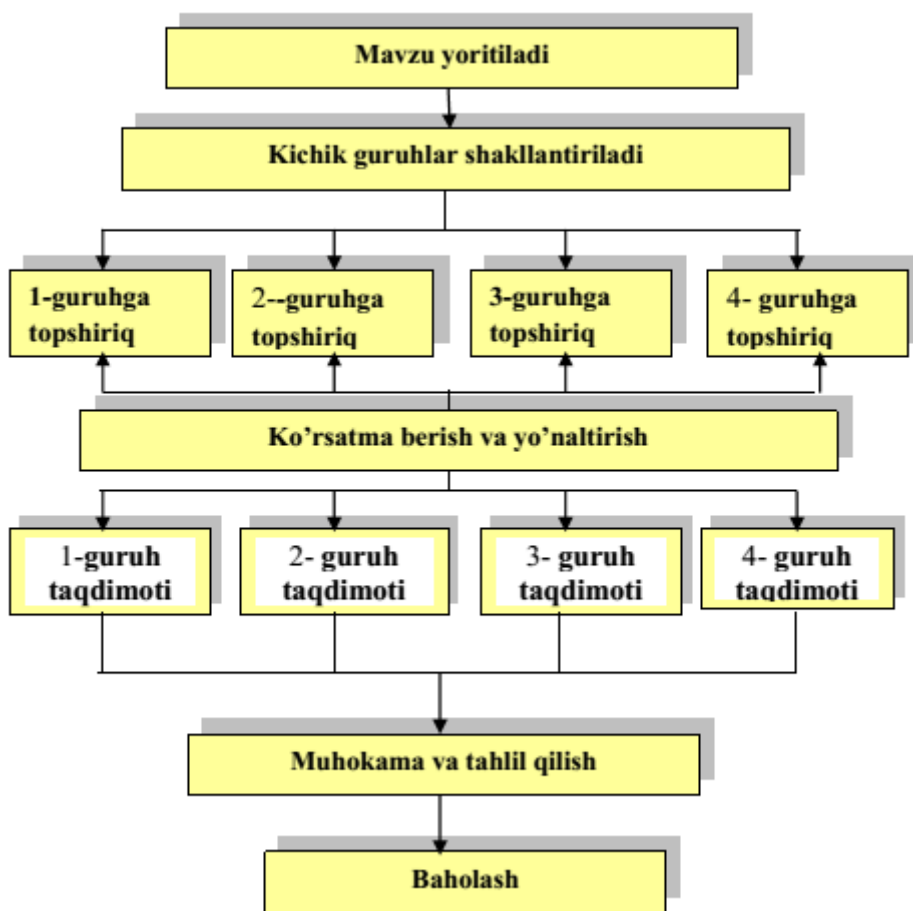 Mavzu yoritiladi
Kichik guruhlar shakllantiriladi
1-guruhga
topshiriq
2--guruhga
topshiriq
3-guruhga
topshiriq
4- guruhga
topshiriq
Ko’rsatma berish va yo’naltirish
1-guruh
taqdimoti
2- guruh
taqdimoti
3- guruh
taqdimoti
4- guruh
taqdimoti
Muhokama va tahlil qilish
Baholash